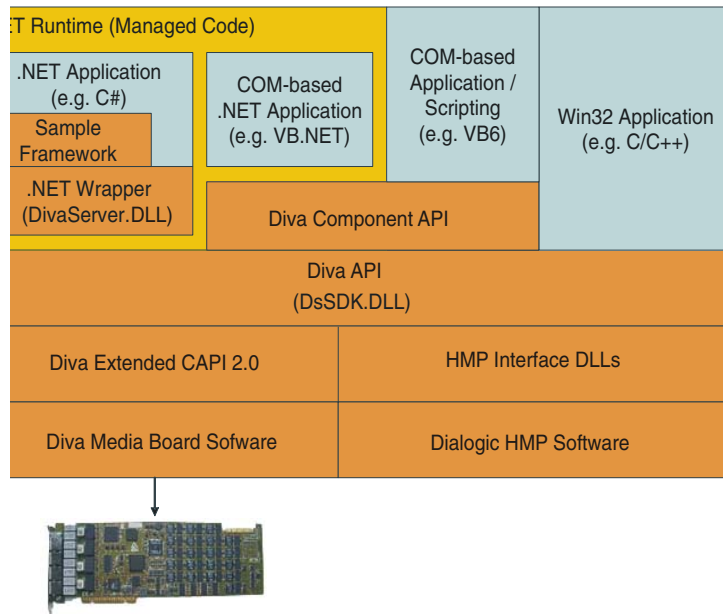 ET Runtime (Managed Code)
.NET Application
(e.g. C#)
Sample
Framework
.NET Wrapper
(DivaServer.DLL)
COM-based
.NET Application
(e.g. VB.NET)
COM-based
Application /
Scripting
(e.g. VB6)
Win32 Application
(e.g. C/C++)
Diva Component API
Diva API
(DsSDK.DLL)
Diva Extended CAPI 2.0
HMP Interface DLLs
Diva Media Board Sofware
Dialogic HMP Software